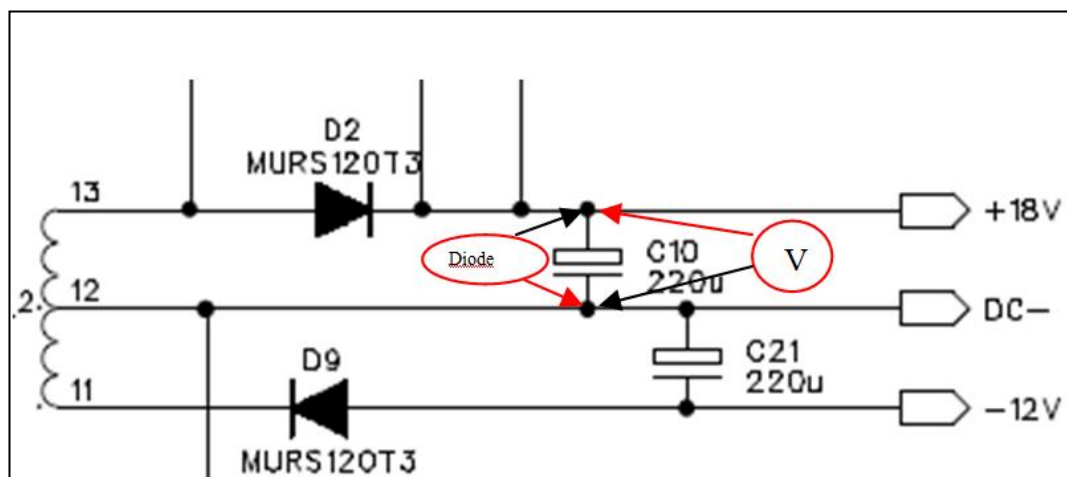 D2
MURS120T3
13
+18V
Diode
C10
220u
V
.2.
12
DC-
D9
C21
220u
11
-12V
MURS120T3